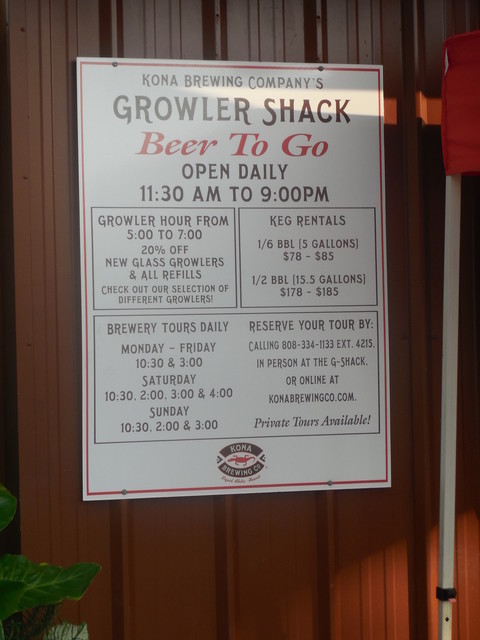 KONA BREWING COMPANY'S
GROWLER SHACK
Beer To Go
OPEN DAILY
11:30 AM TO 9:00PM
GROWLER HOUR FROM
5:00 TO 7:00
20% OFF
NEW GLASS GROWLERS
& ALL REFILLS
CHECK OUT OUR SELECTION OF
DIFFERENT GROWLERS!
KEG RENTALS
1/6 BBL [5 GALLONS]
$78 - $85
1/2 BBL [15.5 GALLONS]
$178 - $185
BREWERY TOURS DAILY
MONDAY - FRIDAY
10:30 & 3:00
SATURDAY
10:30, 2:00, 3:00 & 4:00
SUNDAY
10:30, 2:00 & 3:00
RESERVE YOUR TOUR BY:
CALLING 808-334-1133 EXT. 4215,
IN PERSON AT THE G-SHACK,
OR ONLINE AT
KONABREWINGCO.COM.
Private Tours Available!
KONA
BREWING CO